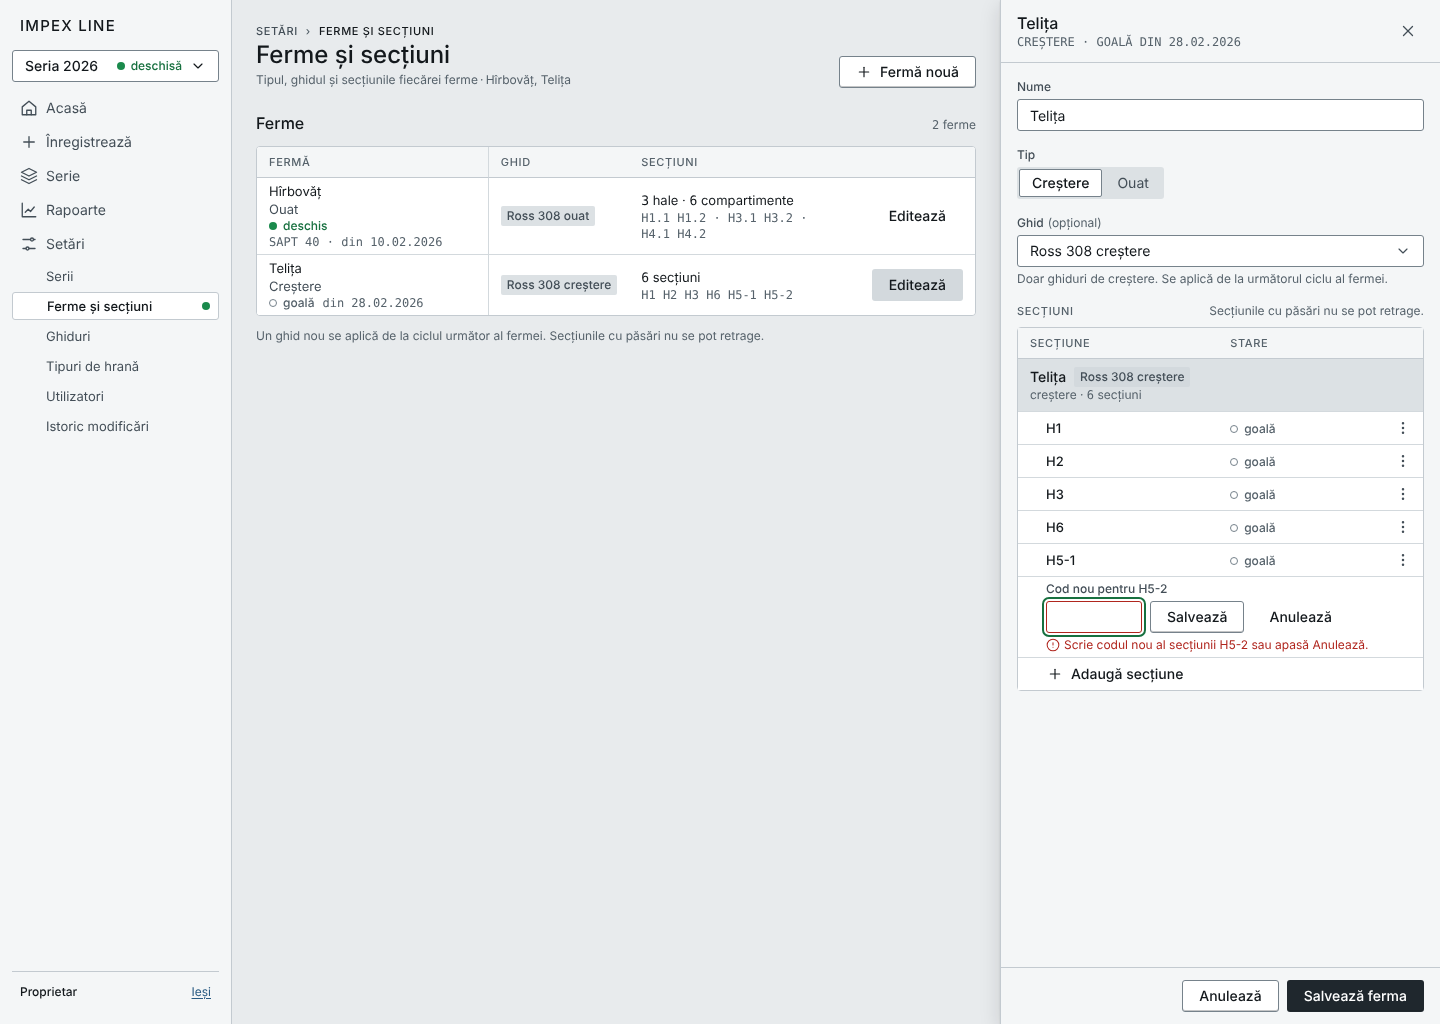 IMPEX LINE
Seria 2026 deschisă
Acasă
Înregistrează
Serie
Rapoarte
Setări
Serii
Ferme și secțiuni
Ghiduri
Tipuri de hrană
Utilizatori
Istoric modificări
Proprietar Ieși
SETĂRI › FERME ȘI SECȚIUNI
Ferme și secțiuni
Tipul, ghidul și secțiunile fiecărei ferme · Hîrbovăț, Telița
Fermă nouă
Ferme
2 ferme
FERMĂ GHID SECȚIUNI
Hîrbovăț
Ouat
deschis
SAPT 40 · din 10.02.2026
Ross 308 ouat
3 hale · 6 compartimente
H1.1 H1.2 · H3.1 H3.2 ·
H4.1 H4.2
Editează
Telița
Creștere
goală din 28.02.2026
Ross 308 creștere
6 secțiuni
H1 H2 H3 H6 H5-1 H5-2
Editează
Un ghid nou se aplică de la ciclul următor al fermei. Secțiunile cu păsări nu se pot retrage.
Telița
CREȘTERE · GOALĂ DIN 28.02.2026
Nume
Telița
Tip
Creștere Ouat
Ghid (opțional)
Ross 308 creștere
Doar ghiduri de creștere. Se aplică de la următorul ciclu al fermei.
SECȚIUNI Secțiunile cu păsări nu se pot retrage.
SECȚIUNE STARE
Telița Ross 308 creștere
creștere · 6 secțiuni
H1 goală
H2 goală
H3 goală
H6 goală
H5-1 goală
Cod nou pentru H5-2
Salvează Anulează
Scrie codul nou al secțiunii H5-2 sau apasă Anulează.
Adaugă secțiune
Anulează Salvează ferma